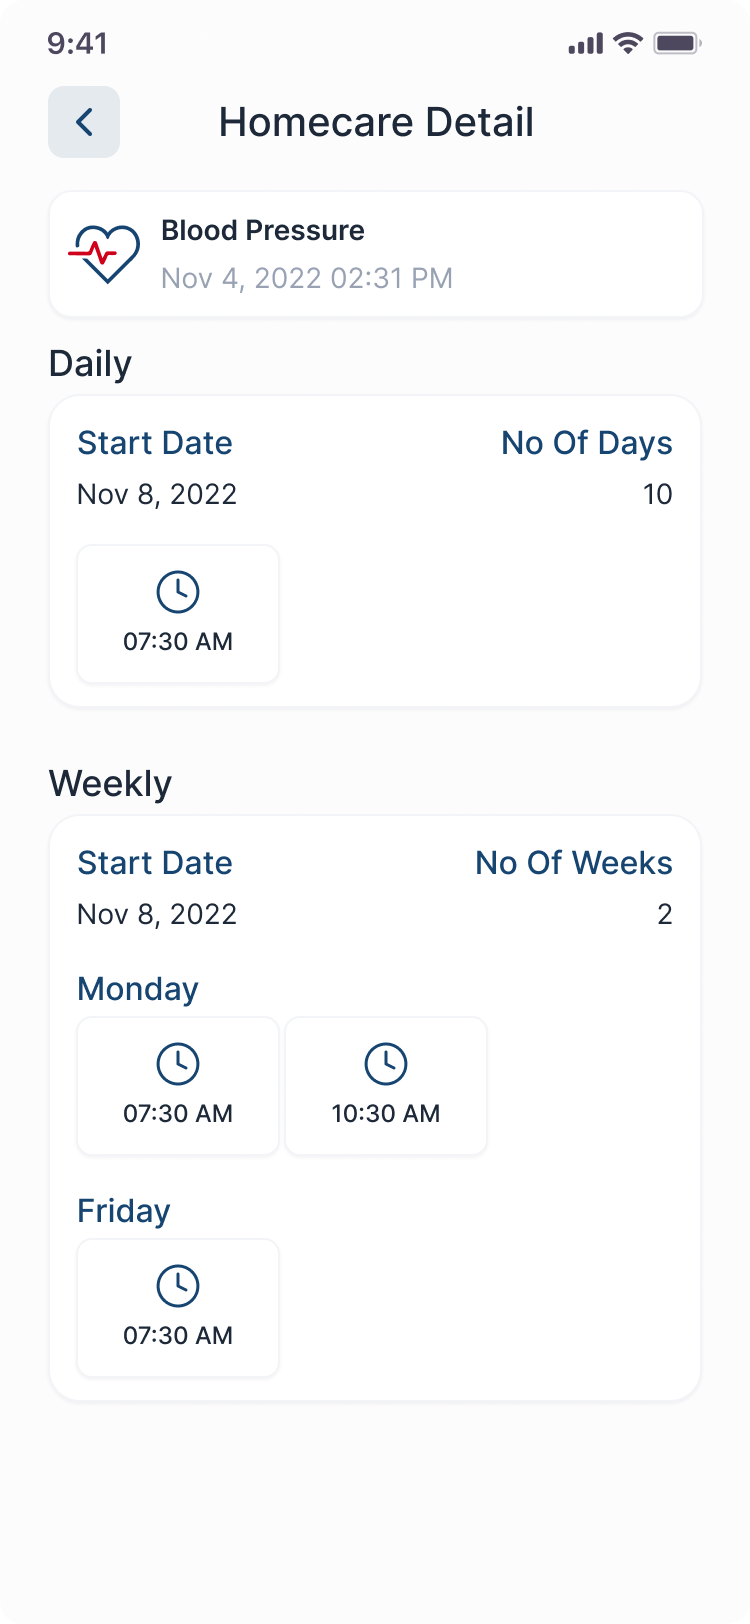 9:41
Homecare Detail
Blood Pressure
Nov 4, 2022 02:31 PM
Daily
Start Date No Of Days
Nov 8, 2022 10
07:30 AM
Weekly
Start Date No Of Weeks
Nov 8, 2022 2
Monday
07:30 AM 10:30 AM
Friday
07:30 AM